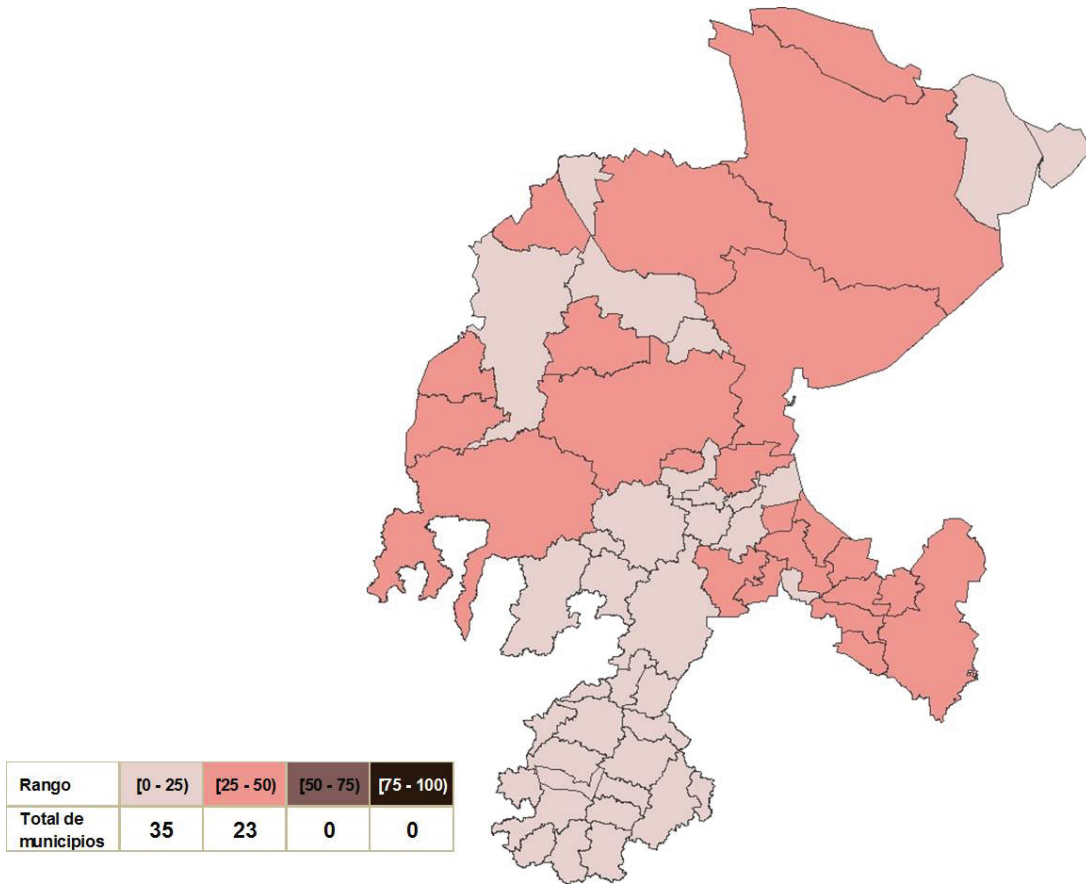 Rango [0 - 25) [25 - 50) [50 - 75) [75 - 100)
Total de
municipios 35 23 0 0